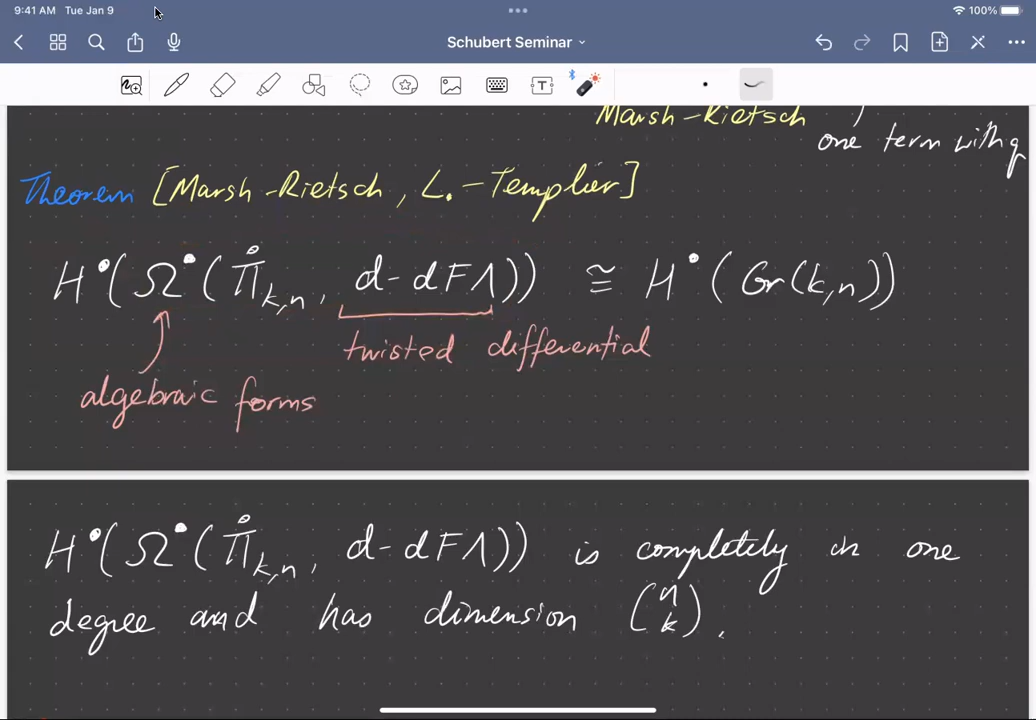 9:41 AM Tue Jan 9
100%
Schubert Seminar
Marsh-Rietsch
one term with q
Theorem [Marsh-Rietsch, L.-Templier]
H^•(Ω^•(Π̊_{k,n}, d-dF∧)) ≅ H^•(Gr(k,n))
twisted differential
algebraic forms
H^•(Ω^•(Π̊_{k,n}, d-dF∧)) is completely in one
degree and has dimension (n k).